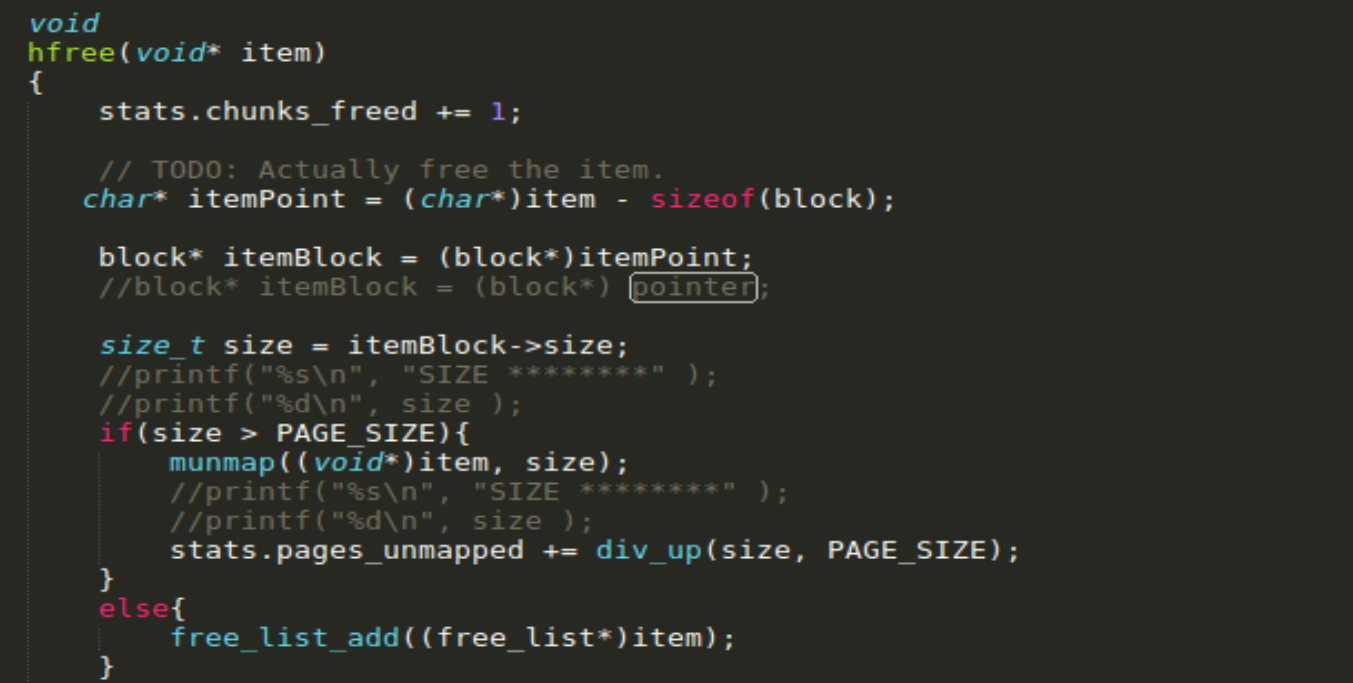 void
hfree(void* item)
{
    stats.chunks_freed += 1;

    // TODO: Actually free the item.
   char* itemPoint = (char*)item - sizeof(block);

    block* itemBlock = (block*)itemPoint;
    //block* itemBlock = (block*) pointer;

    size_t size = itemBlock->size;
    //printf("%s\n", "SIZE ********" );
    //printf("%d\n", size );
    if(size > PAGE_SIZE){
        munmap((void*)item, size);
        //printf("%s\n", "SIZE ********" );
        //printf("%d\n", size );
        stats.pages_unmapped += div_up(size, PAGE_SIZE);
    }
    else{
        free_list_add((free_list*)item);
    }